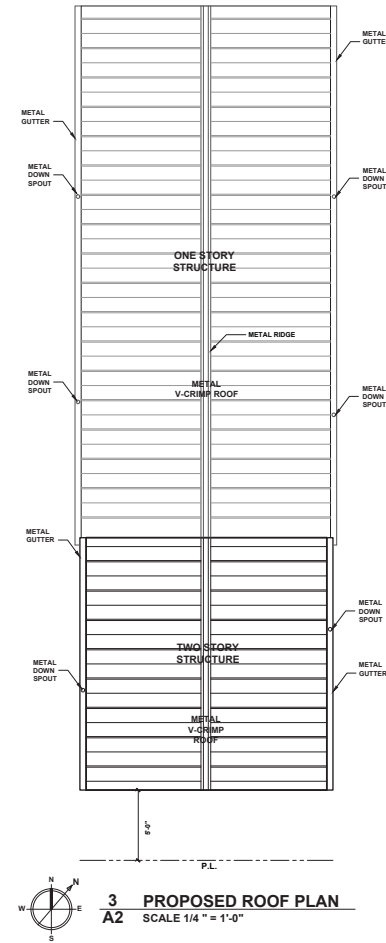 METAL
GUTTER
METAL
GUTTER
METAL
DOWN
SPOUT
METAL
DOWN
SPOUT
ONE STORY
STRUCTURE
METAL RIDGE
METAL
DOWN
SPOUT
METAL
V-CRIMP ROOF
METAL
DOWN
SPOUT
METAL
GUTTER
METAL
DOWN
SPOUT
TWO STORY
STRUCTURE
METAL
DOWN
SPOUT
METAL
GUTTER
METAL
V-CRIMP
ROOF
P.L.
N
N
W
E
S
3 PROPOSED ROOF PLAN
A2 SCALE 1/4 " = 1'-0"